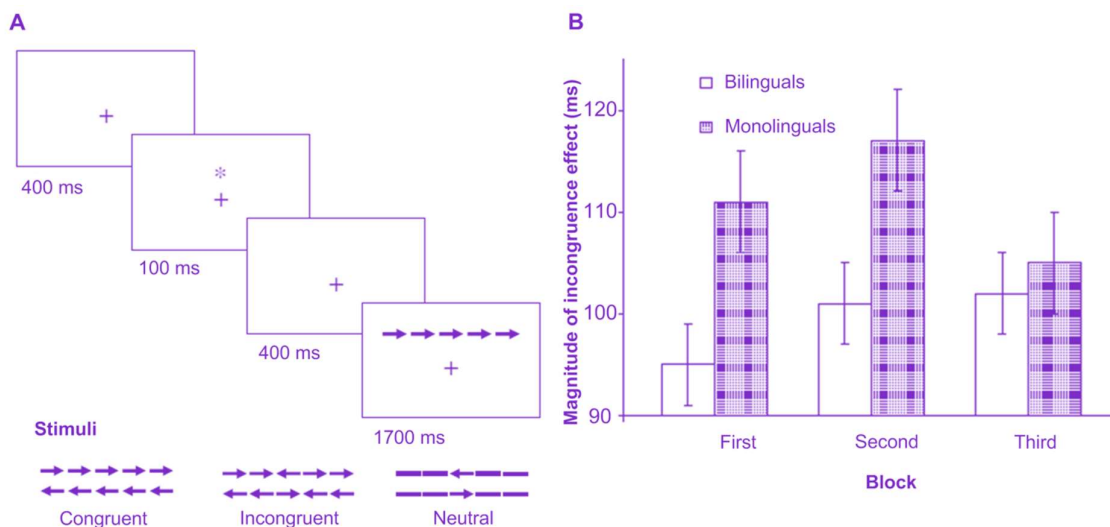 A
400 ms
100 ms
400 ms
1700 ms
Stimuli
Congruent
Incongruent
Neutral
B
Bilinguals
Monolinguals
Magnitude of incongruence effect (ms)
120
110
100
90
First
Second
Third
Block